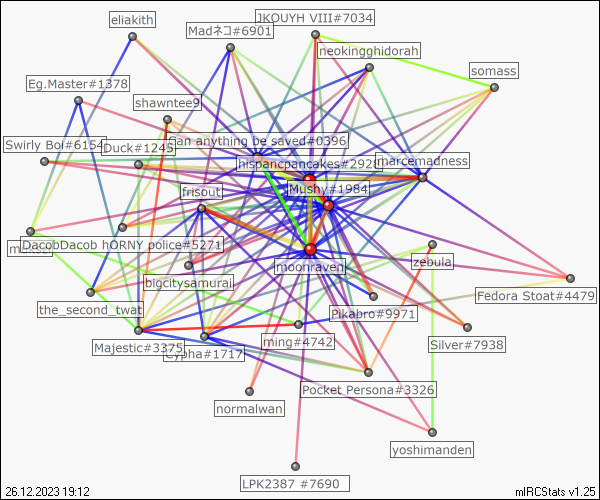 JKOUYH VIII#7034
eliakith
Madネコ#6901
neokingghidorah
somass
Eg.Master#1378
shawntee9
an anything be saved#0396
Swirly Boi#6154
Duck#1245
hispancpancakes#2928
marcemadness
Mushy#1984
frisout
DacobDacob hORNY police#5271
zebula
moonraven
bigcitysamurai
Fedora Stoat#4479
the_second_twat
Pikabro#9971
ming#4742
Silver#7938
Majestic#3375
Cypha#1717
Pocket Persona#3326
normalwan
yoshimanden
LPK2387 #7690
26.12.2023 19:12
mIRCStats v1.25